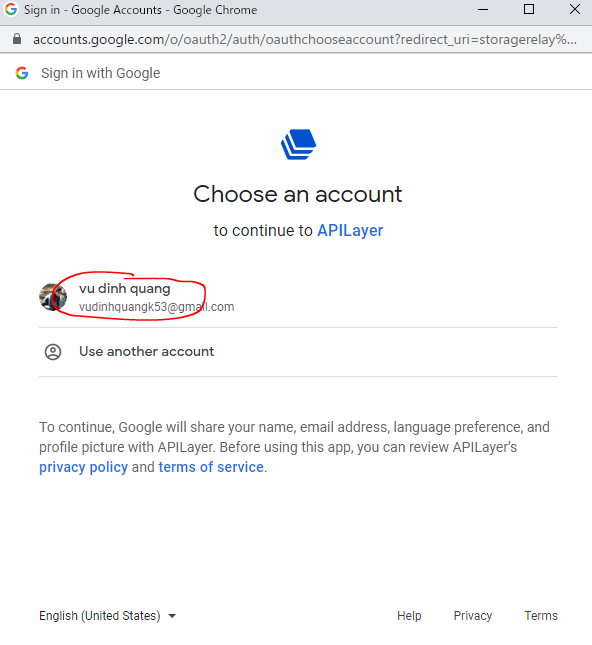 Sign in - Google Accounts - Google Chrome
accounts.google.com/o/oauth2/auth/oauthchooseaccount?redirect_uri=storagerelay%...
Sign in with Google
Choose an account
to continue to APILayer
vu dinh quang
vudinhquangk53@gmail.com
Use another account
To continue, Google will share your name, email address, language preference, and
profile picture with APILayer. Before using this app, you can review APILayer's
privacy policy and terms of service.
English (United States) Help Privacy Terms